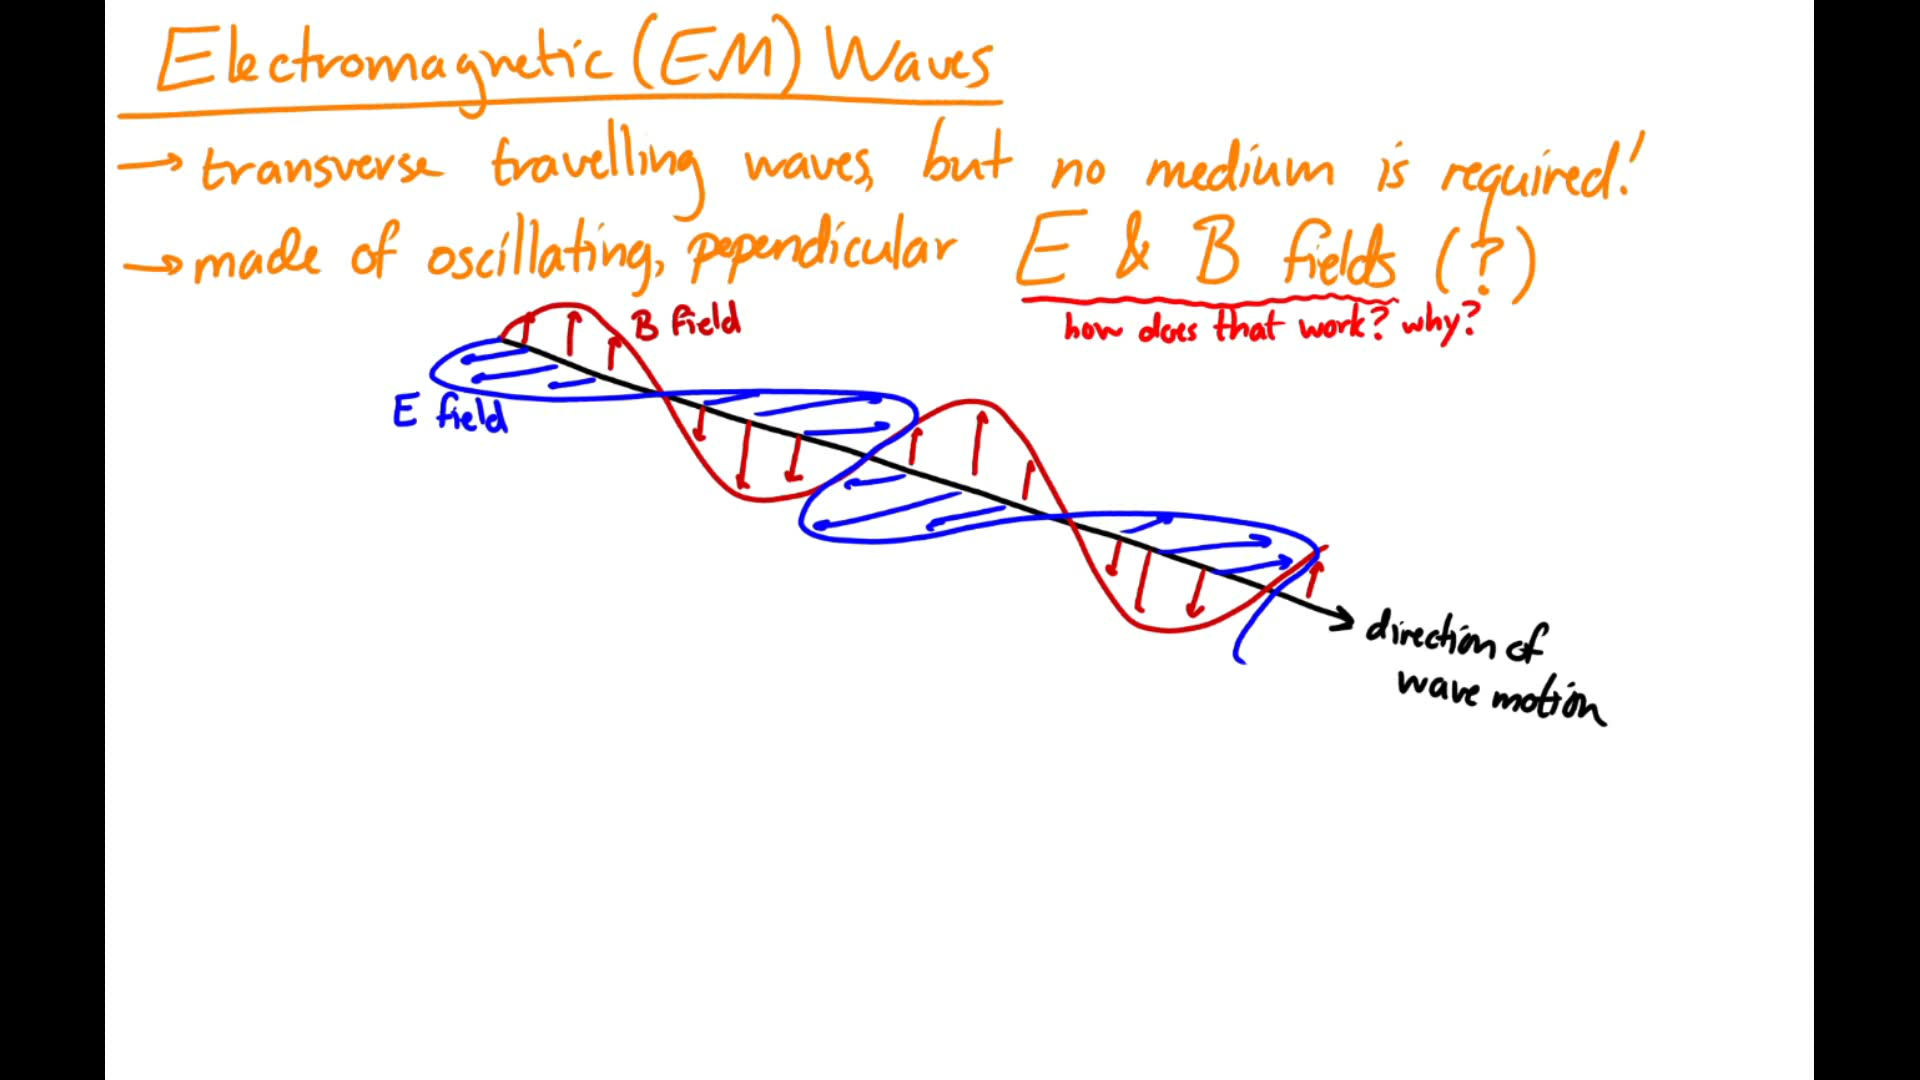 Electromagnetic (EM) Waves
→ transverse travelling waves, but no medium is required!
→ made of oscillating, pependicular E & B fields (?)
how does that work? why?
B field
E field
direction of
wave motion